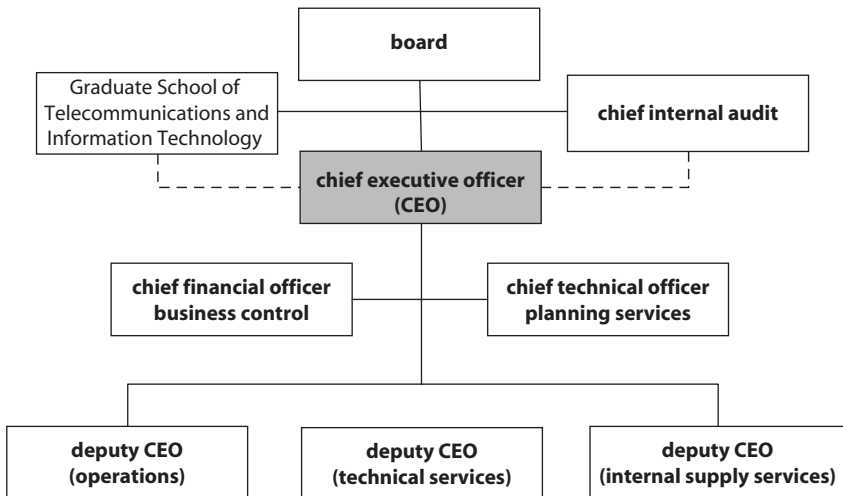 board
Graduate School of
Telecommunications and
Information Technology
chief internal audit
chief executive officer
(CEO)
chief financial officer
business control
chief technical officer
planning services
deputy CEO
(operations)
deputy CEO
(technical services)
deputy CEO
(internal supply services)